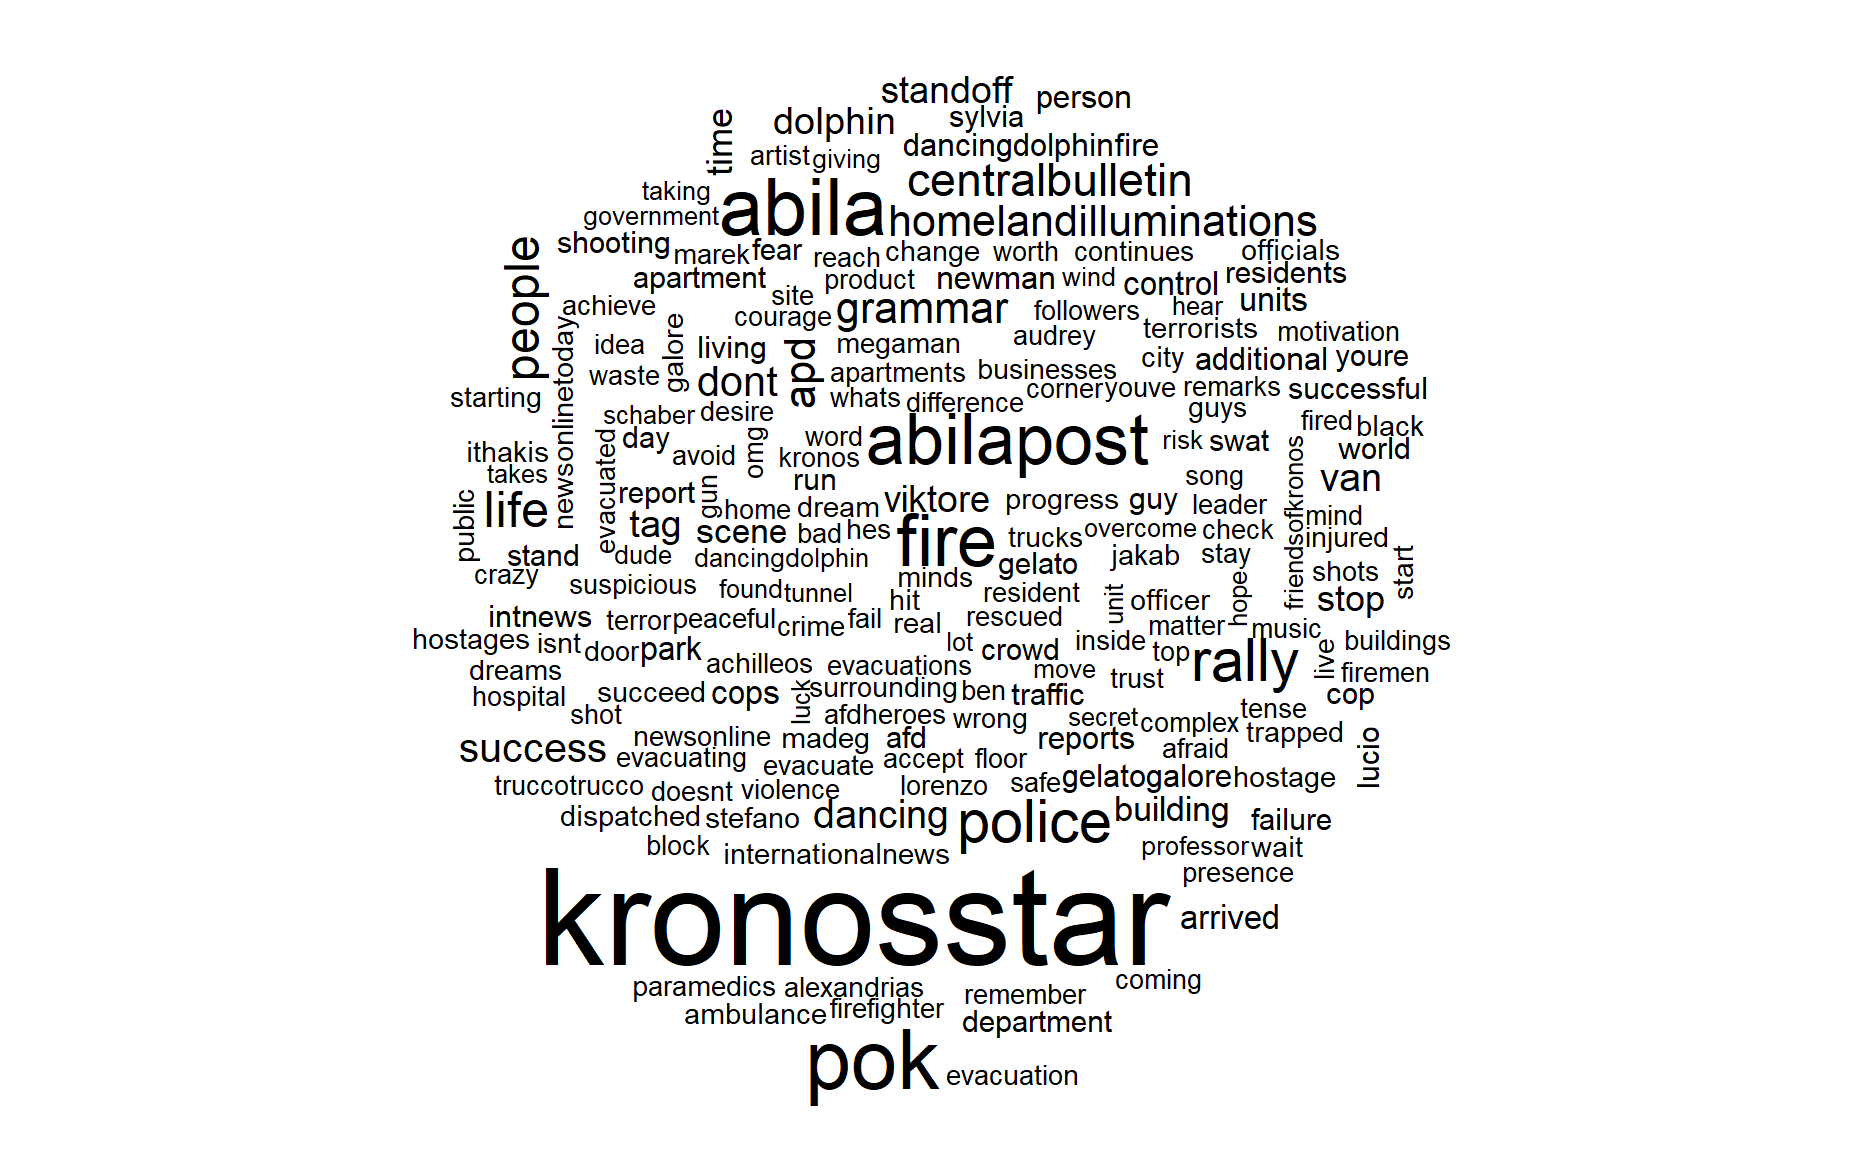 standoff
person
dolphin
sylvia
time
dancingdolphinfire
artist
giving
centralbulletin
taking
abila
government
homelandilluminations
people
shooting
marek
fear
reach
change
worth
continues
officials
apartment
product
newman
wind
control
residents
achieve
site
courage
grammar
followers
hear
units
newsonlinetoday
idea
galore
living
apd
megaman
audrey
terrorists
motivation
waste
dont
apartments
businesses
city
additional
youre
starting
schaber
desire
whats
difference
corner
youve
remarks
successful
guys
ithakis
evacuated
day
omg
word
abilapost
risk
swat
fired
black
takes
avoid
kronos
world
public
life
report
gun
run
viktore
progress
guy
song
leader
friendsofkronos
van
tag
home
dream
mind
scene
bad
hes
fire
trucks
overcome
check
injured
stand
dude
dancingdolphin
gelato
jakab
stay
crazy
suspicious
found
tunnel
minds
resident
unit
officer
hope
shots
start
stop
intnews
terror
peaceful
crime
fail
hit
real
rescued
matter
music
hostages
isnt
door
park
lot
crowd
inside
top
rally
live
buildings
dreams
achilleos
evacuations
move
trust
firemen
hospital
succeed
cops
luck
surrounding
ben
traffic
cop
shot
afdheroes
wrong
secret
complex
tense
newsonline
madeg
afd
reports
afraid
trapped
lucio
success
evacuating
evacuate
accept
floor
truccotrucco
doesnt
violence
lorenzo
safe
gelatogalore
hostage
dispatched
stefano
dancing
police
building
failure
block
internationalnews
professor
wait
presence
kronosstar
arrived
paramedics
alexandrias
remember
coming
ambulance
firefighter
department
pok
evacuation